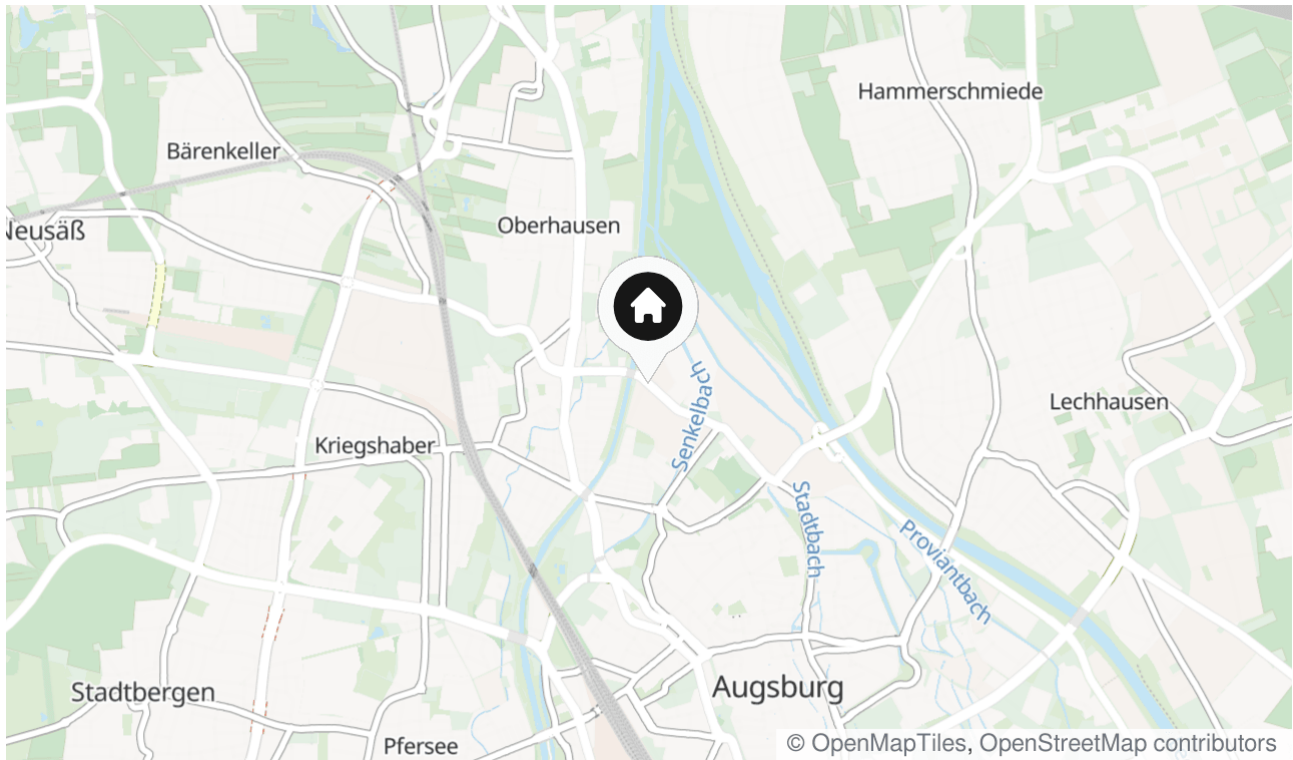 Hammerschmiede
Bärenkeller
Neusäß
Oberhausen
Senkelbach
Lechhausen
Kriegshaber
Stadtbach
Proviantbach
Stadtbergen
Augsburg
Pfersee
© OpenMapTiles, OpenStreetMap contributors